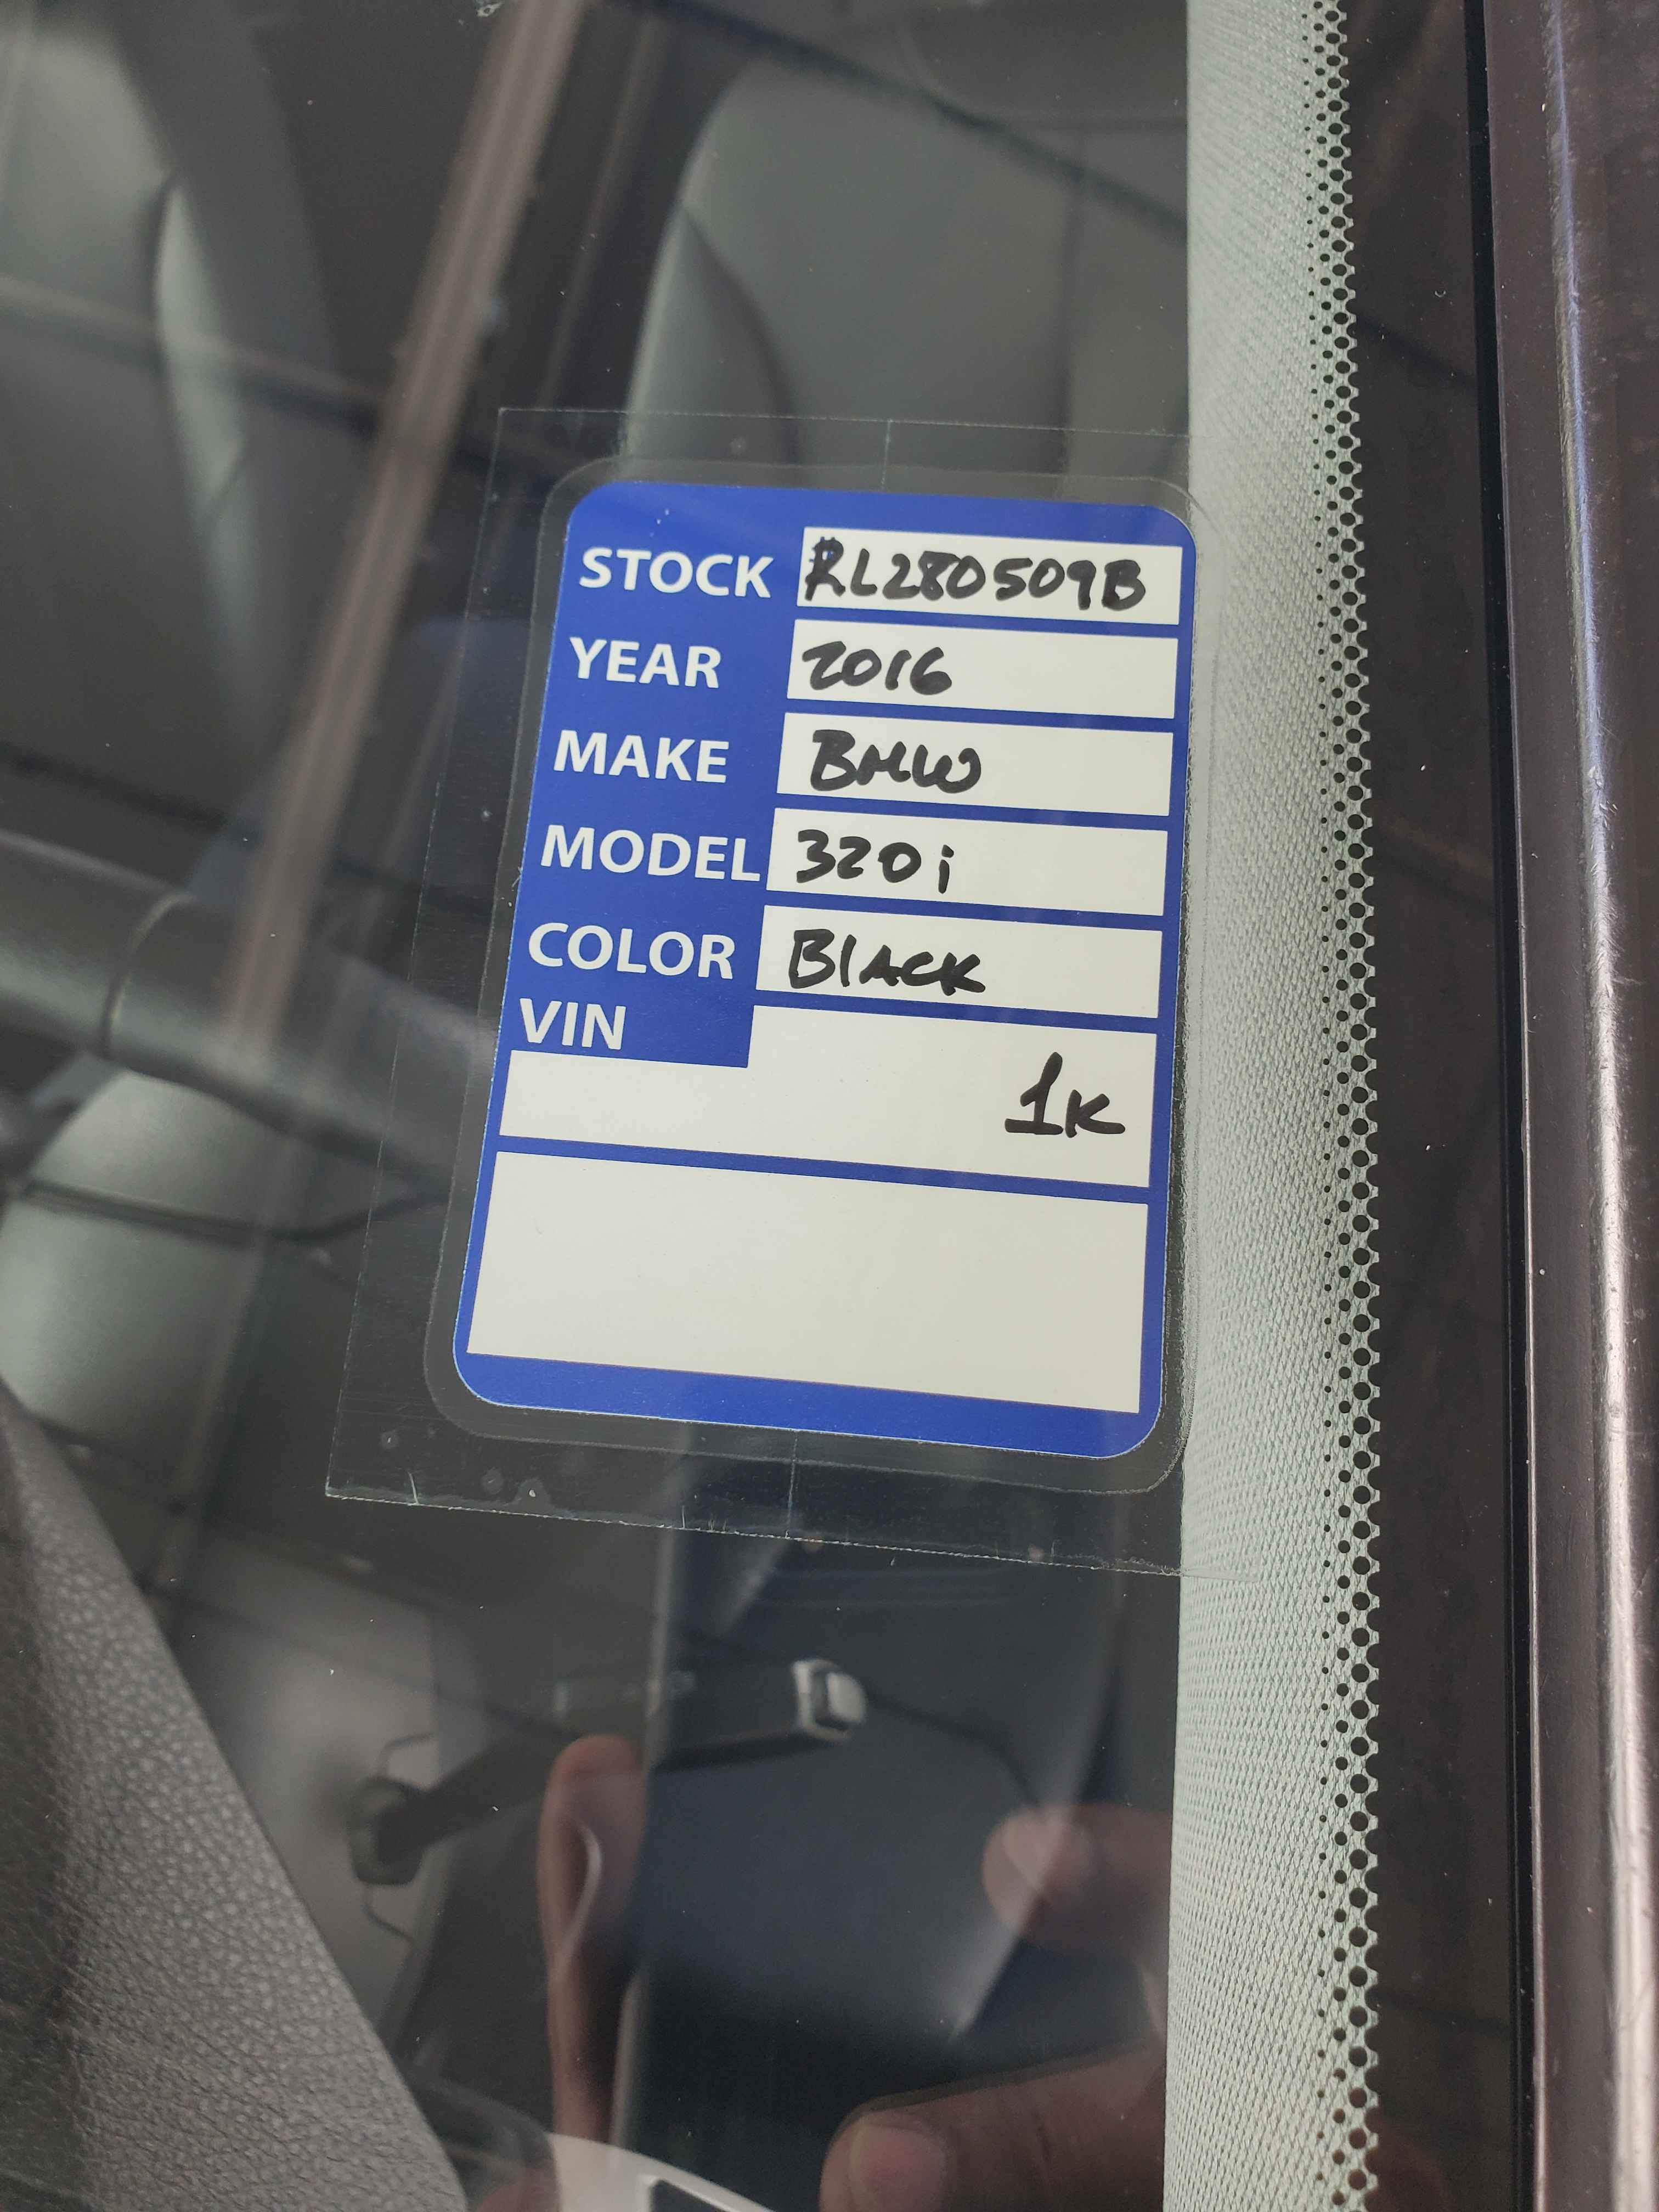 STOCK RL280509B
YEAR 2016
MAKE BMW
MODEL 320i
COLOR BlACK
VIN
1K